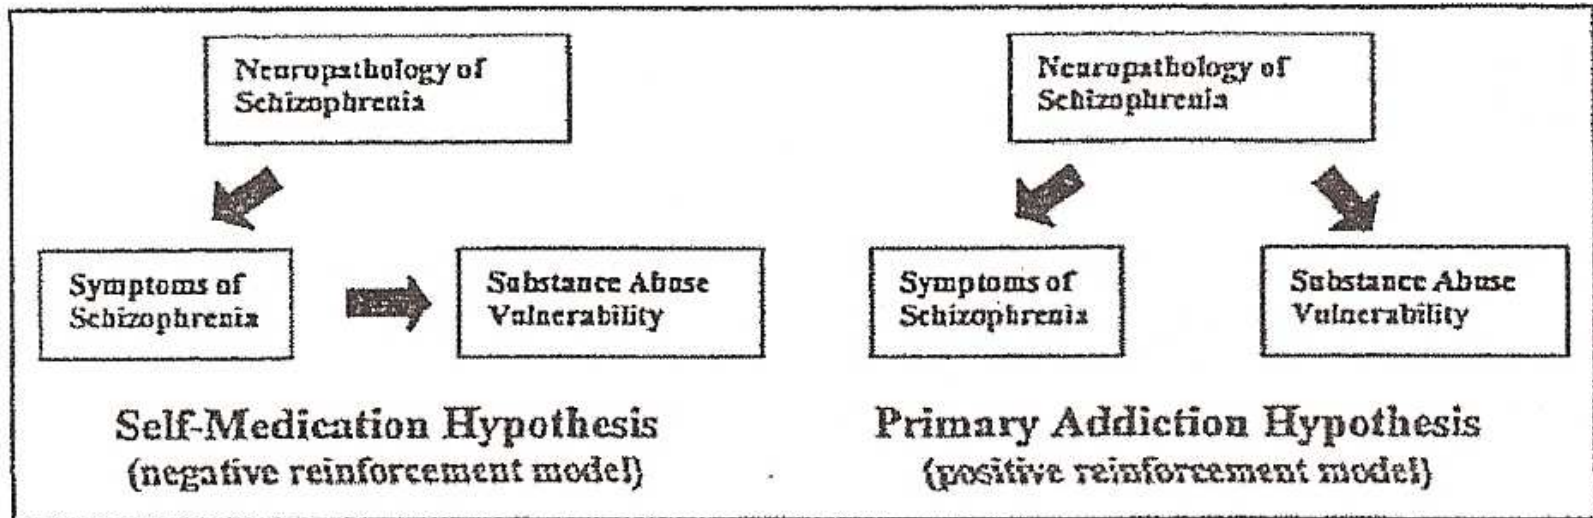 Neuropathology of
Schizophrenia
Symptoms of
Schizophrenia
Substance Abuse
Vulnerability
Self-Medication Hypothesis
(negative reinforcement model)
Neuropathology of
Schizophrenia
Symptoms of
Schizophrenia
Substance Abuse
Vulnerability
Primary Addiction Hypothesis
(positive reinforcement model)